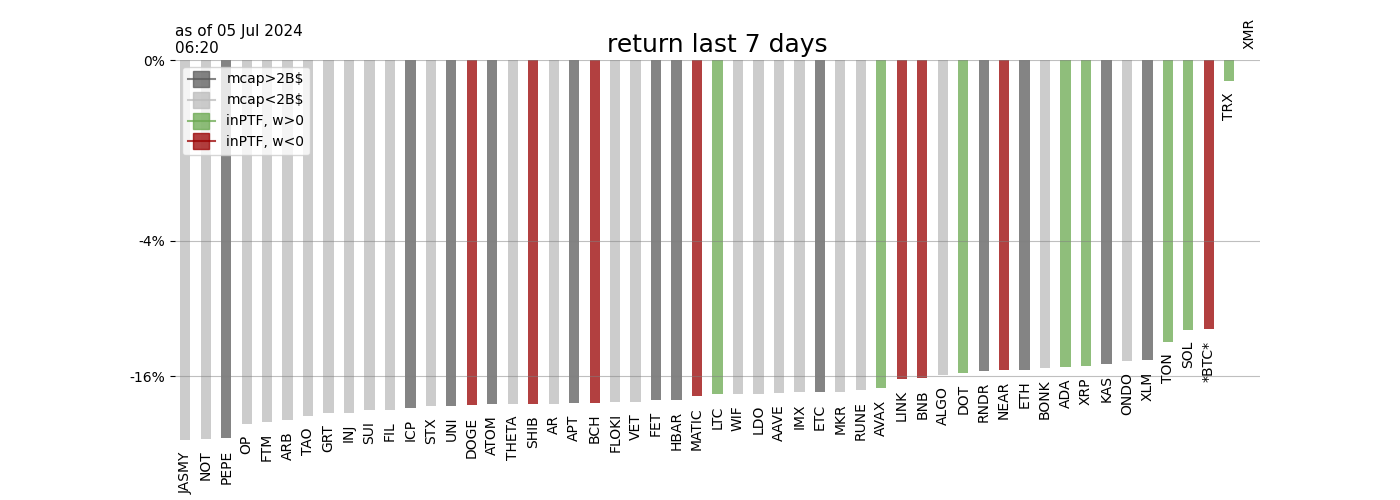 as of 05 Jul 2024
06:20
return last 7 days
XMR
0%
-4%
-16%
mcap>2B$
mcap<2B$
inPTF, w>0
inPTF, w<0
JASMY
NOT
PEPE
OP
FTM
ARB
TAO
GRT
INJ
SUI
FIL
ICP
STX
UNI
DOGE
ATOM
THETA
SHIB
AR
APT
BCH
FLOKI
VET
FET
HBAR
MATIC
LTC
WIF
LDO
AAVE
IMX
ETC
MKR
RUNE
AVAX
LINK
BNB
ALGO
DOT
RNDR
NEAR
ETH
BONK
ADA
XRP
KAS
ONDO
XLM
TON
SOL
*BTC*
TRX